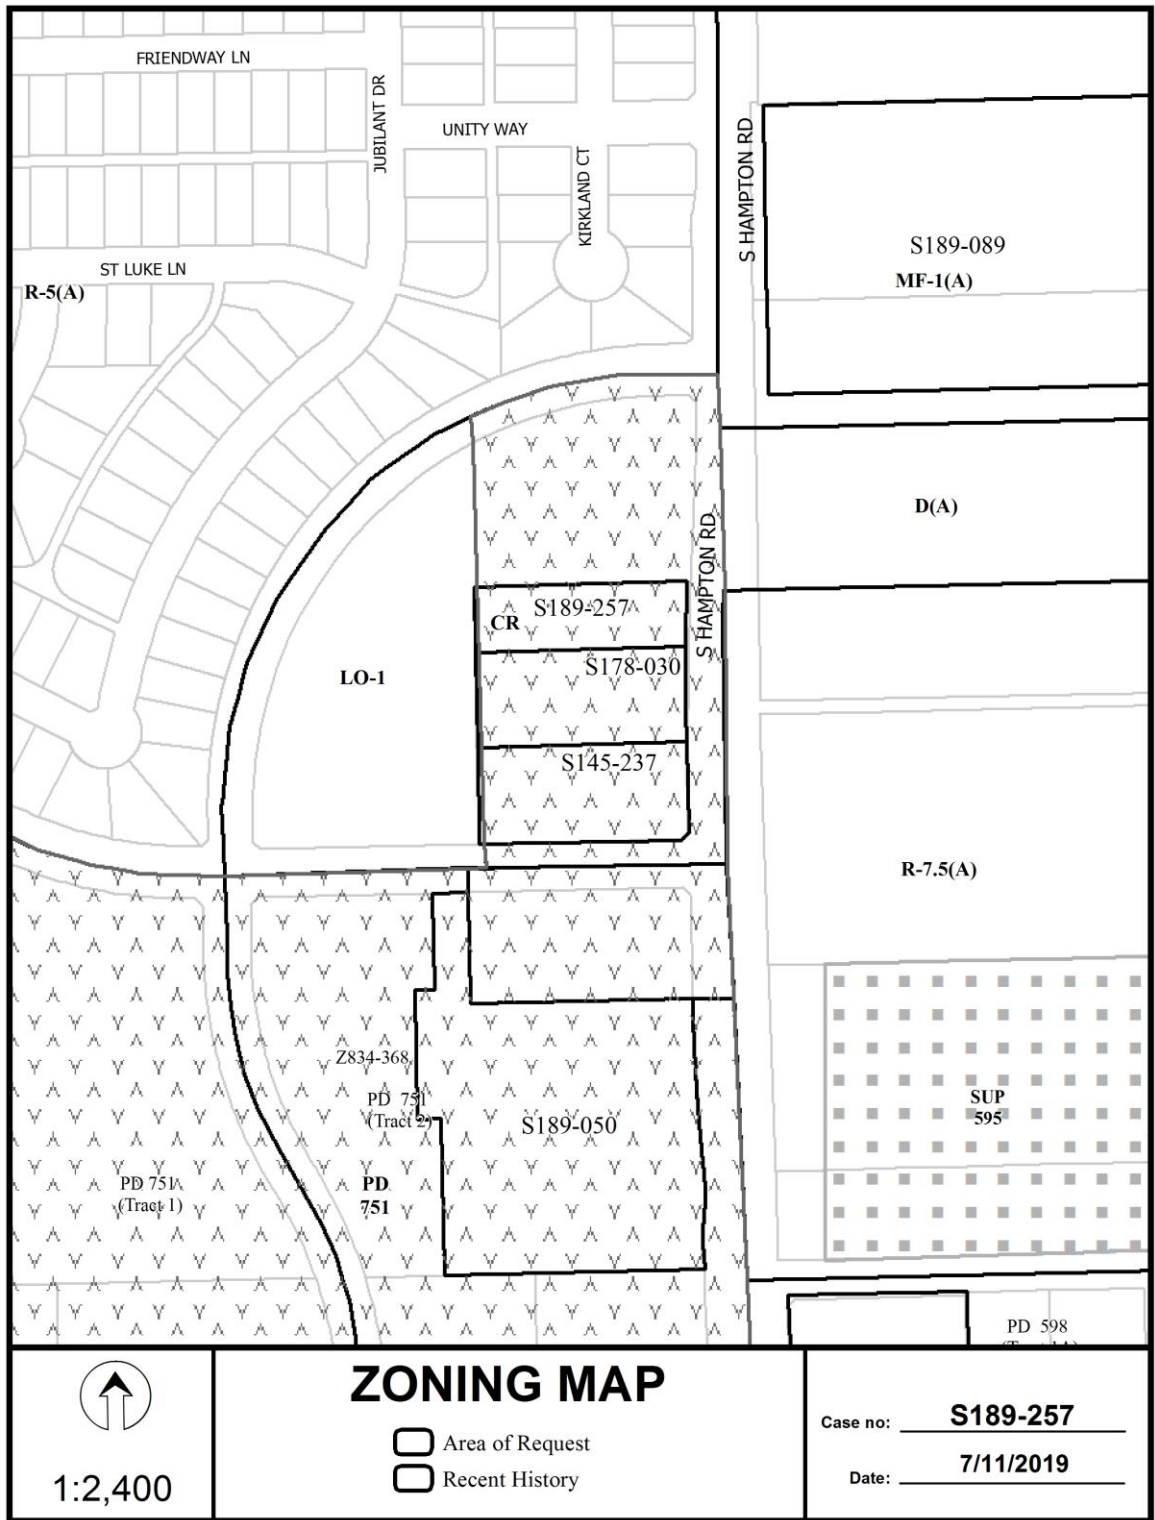 FRIENDWAY LN
JUBILANT DR
UNITY WAY
KIRKLAND CT
S HAMPTON RD
S189-089
MF-1(A)
ST LUKE LN
R-5(A)
D(A)
S HAMPTON RD
S189-257
CR
S178-030
LO-1
S145-237
R-7.5(A)
Z834-368
PD 751
(Tract 2)
S189-050
SUP
595
PD 751
(Tract 1)
PD
751
PD 598
ZONING MAP
Area of Request
Recent History
1:2,400
Case no: S189-257
Date: 7/11/2019